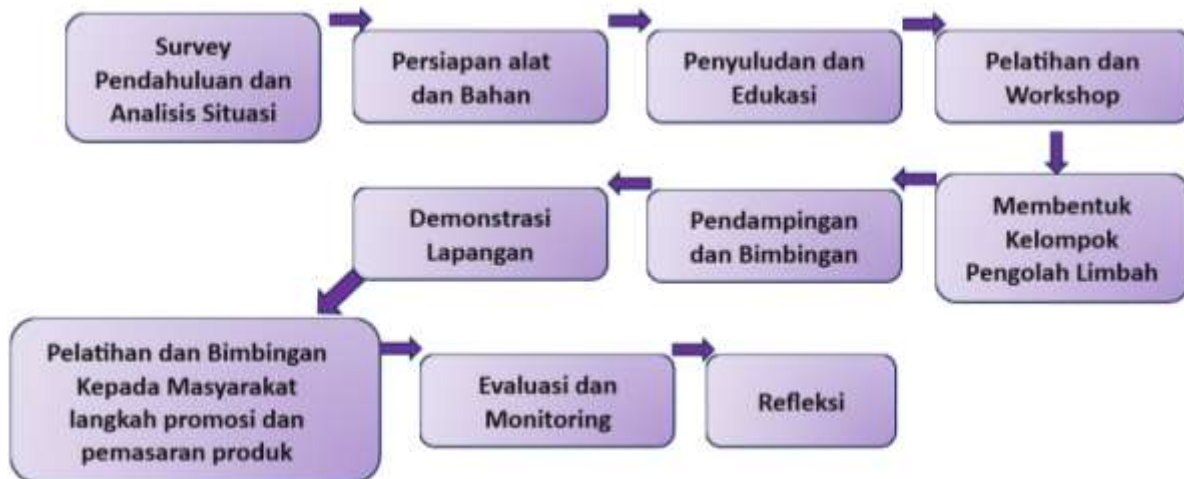 Survey
Pendahuluan dan
Analisis Situasi
Persiapan alat
dan Bahan
Penyuludan dan
Edukasi
Pelatihan dan
Workshop
Membentuk
Kelompok
Pengolah Limbah
Pendampingan
dan Bimbingan
Demonstrasi
Lapangan
Pelatihan dan Bimbingan
Kepada Masyarakat
langkah promosi dan
pemasaran produk
Evaluasi dan
Monitoring
Refleksi